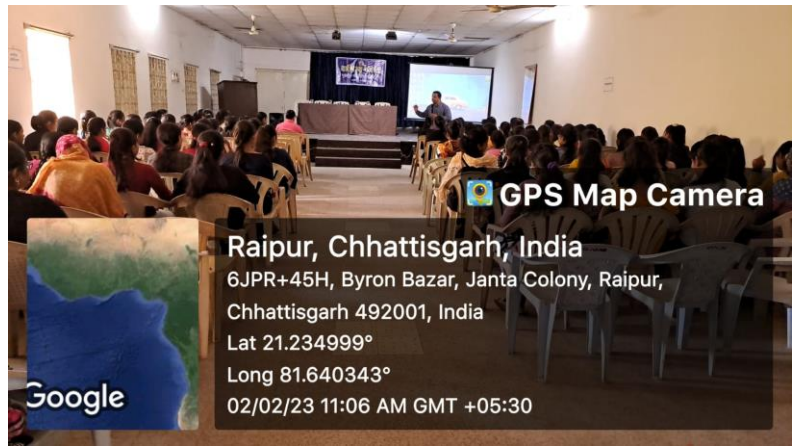 GPS Map Camera
Raipur, Chhattisgarh, India
6JPR+45H, Byron Bazar, Janta Colony, Raipur,
Chhattisgarh 492001, India
Lat 21.234999°
Long 81.640343°
02/02/23 11:06 AM GMT +05:30
Google